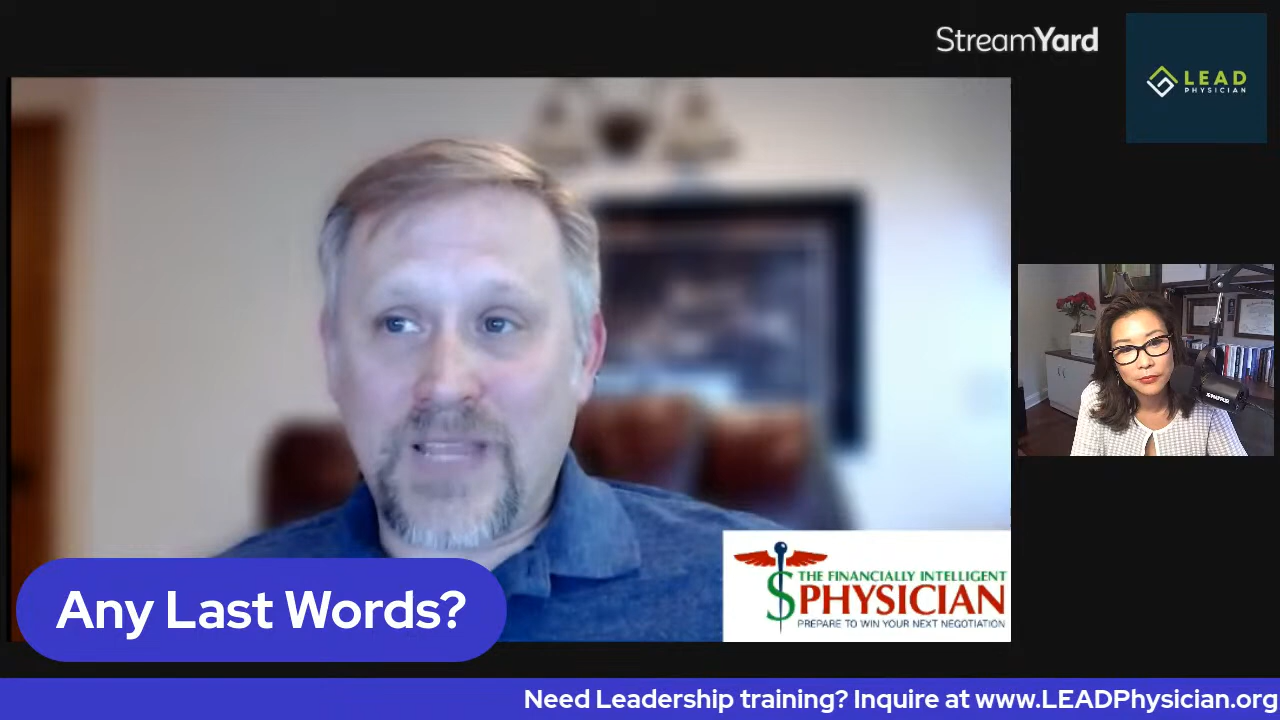 StreamYard
LEAD
PHYSICIAN
THE FINANCIALLY INTELLIGENT
PHYSICIAN
PREPARE TO WIN YOUR NEXT NEGOTIATION
Any Last Words?
Need Leadership training? Inquire at www.LEADPhysician.org